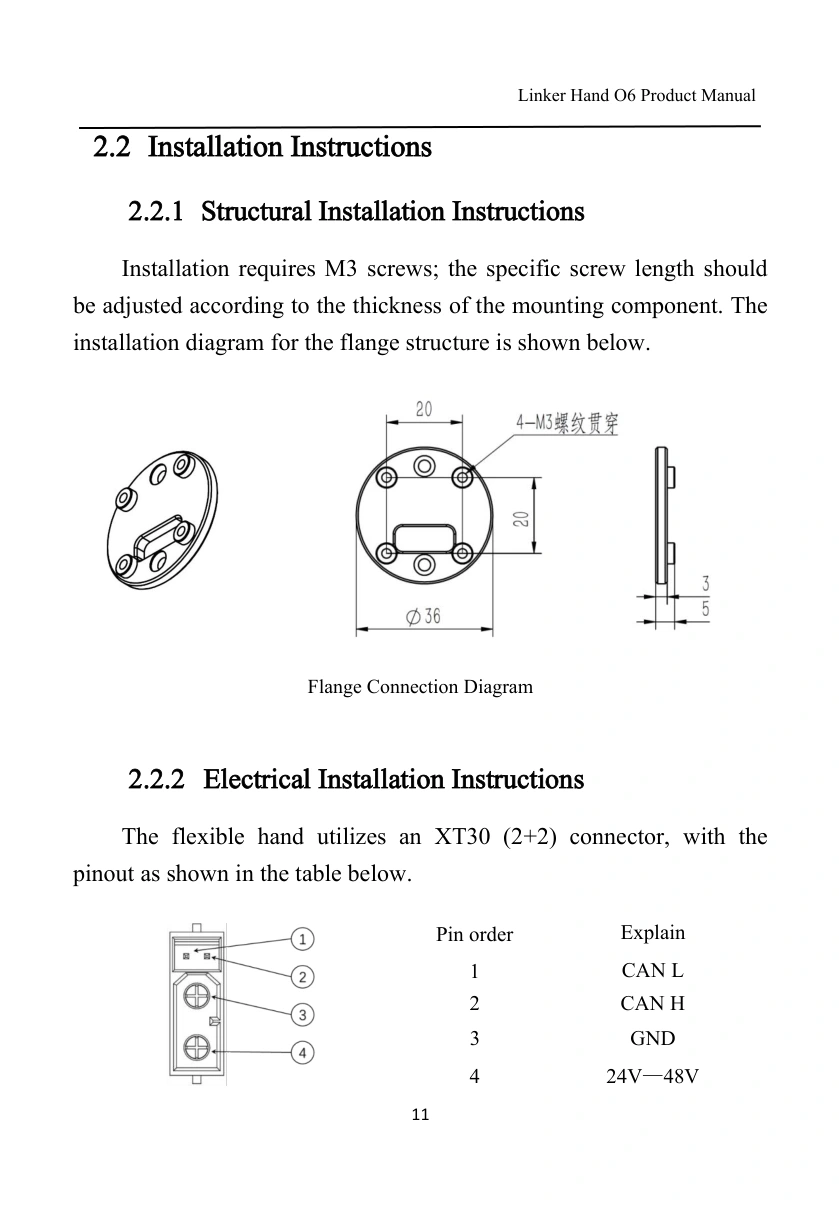 Linker Hand O6 Product Manual
2.2 Installation Instructions
2.2.1 Structural Installation Instructions
Installation requires M3 screws; the specific screw length should
be adjusted according to the thickness of the mounting component. The
installation diagram for the flange structure is shown below.
20
4-M3螺纹贯穿
20
3
5
Ø36
Flange Connection Diagram
2.2.2 Electrical Installation Instructions
The flexible hand utilizes an XT30 (2+2) connector, with the
pinout as shown in the table below.
1
2
3
4
Pin order Explain
1 CAN L
2 CAN H
3 GND
4 24V—48V
11